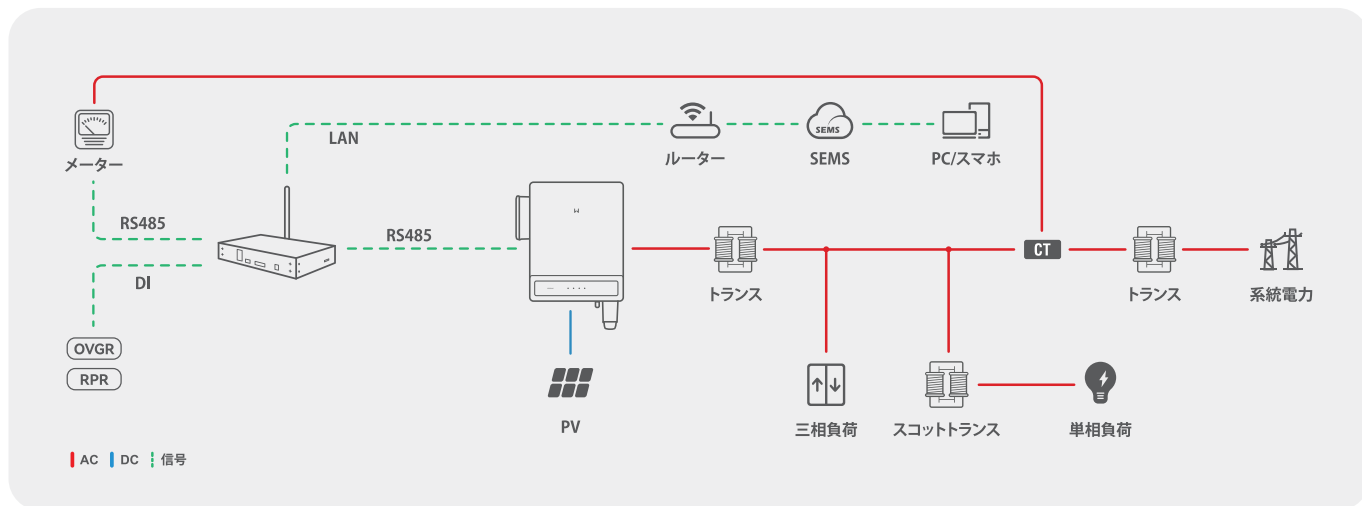 メーター
LAN
ルーター
SEMS
SEMS
PC/スマホ
RS485
RS485
DI
OVGR
RPR
トランス
CT
トランス
系統電力
PV
三相負荷
スコットトランス
単相負荷
AC DC 信号